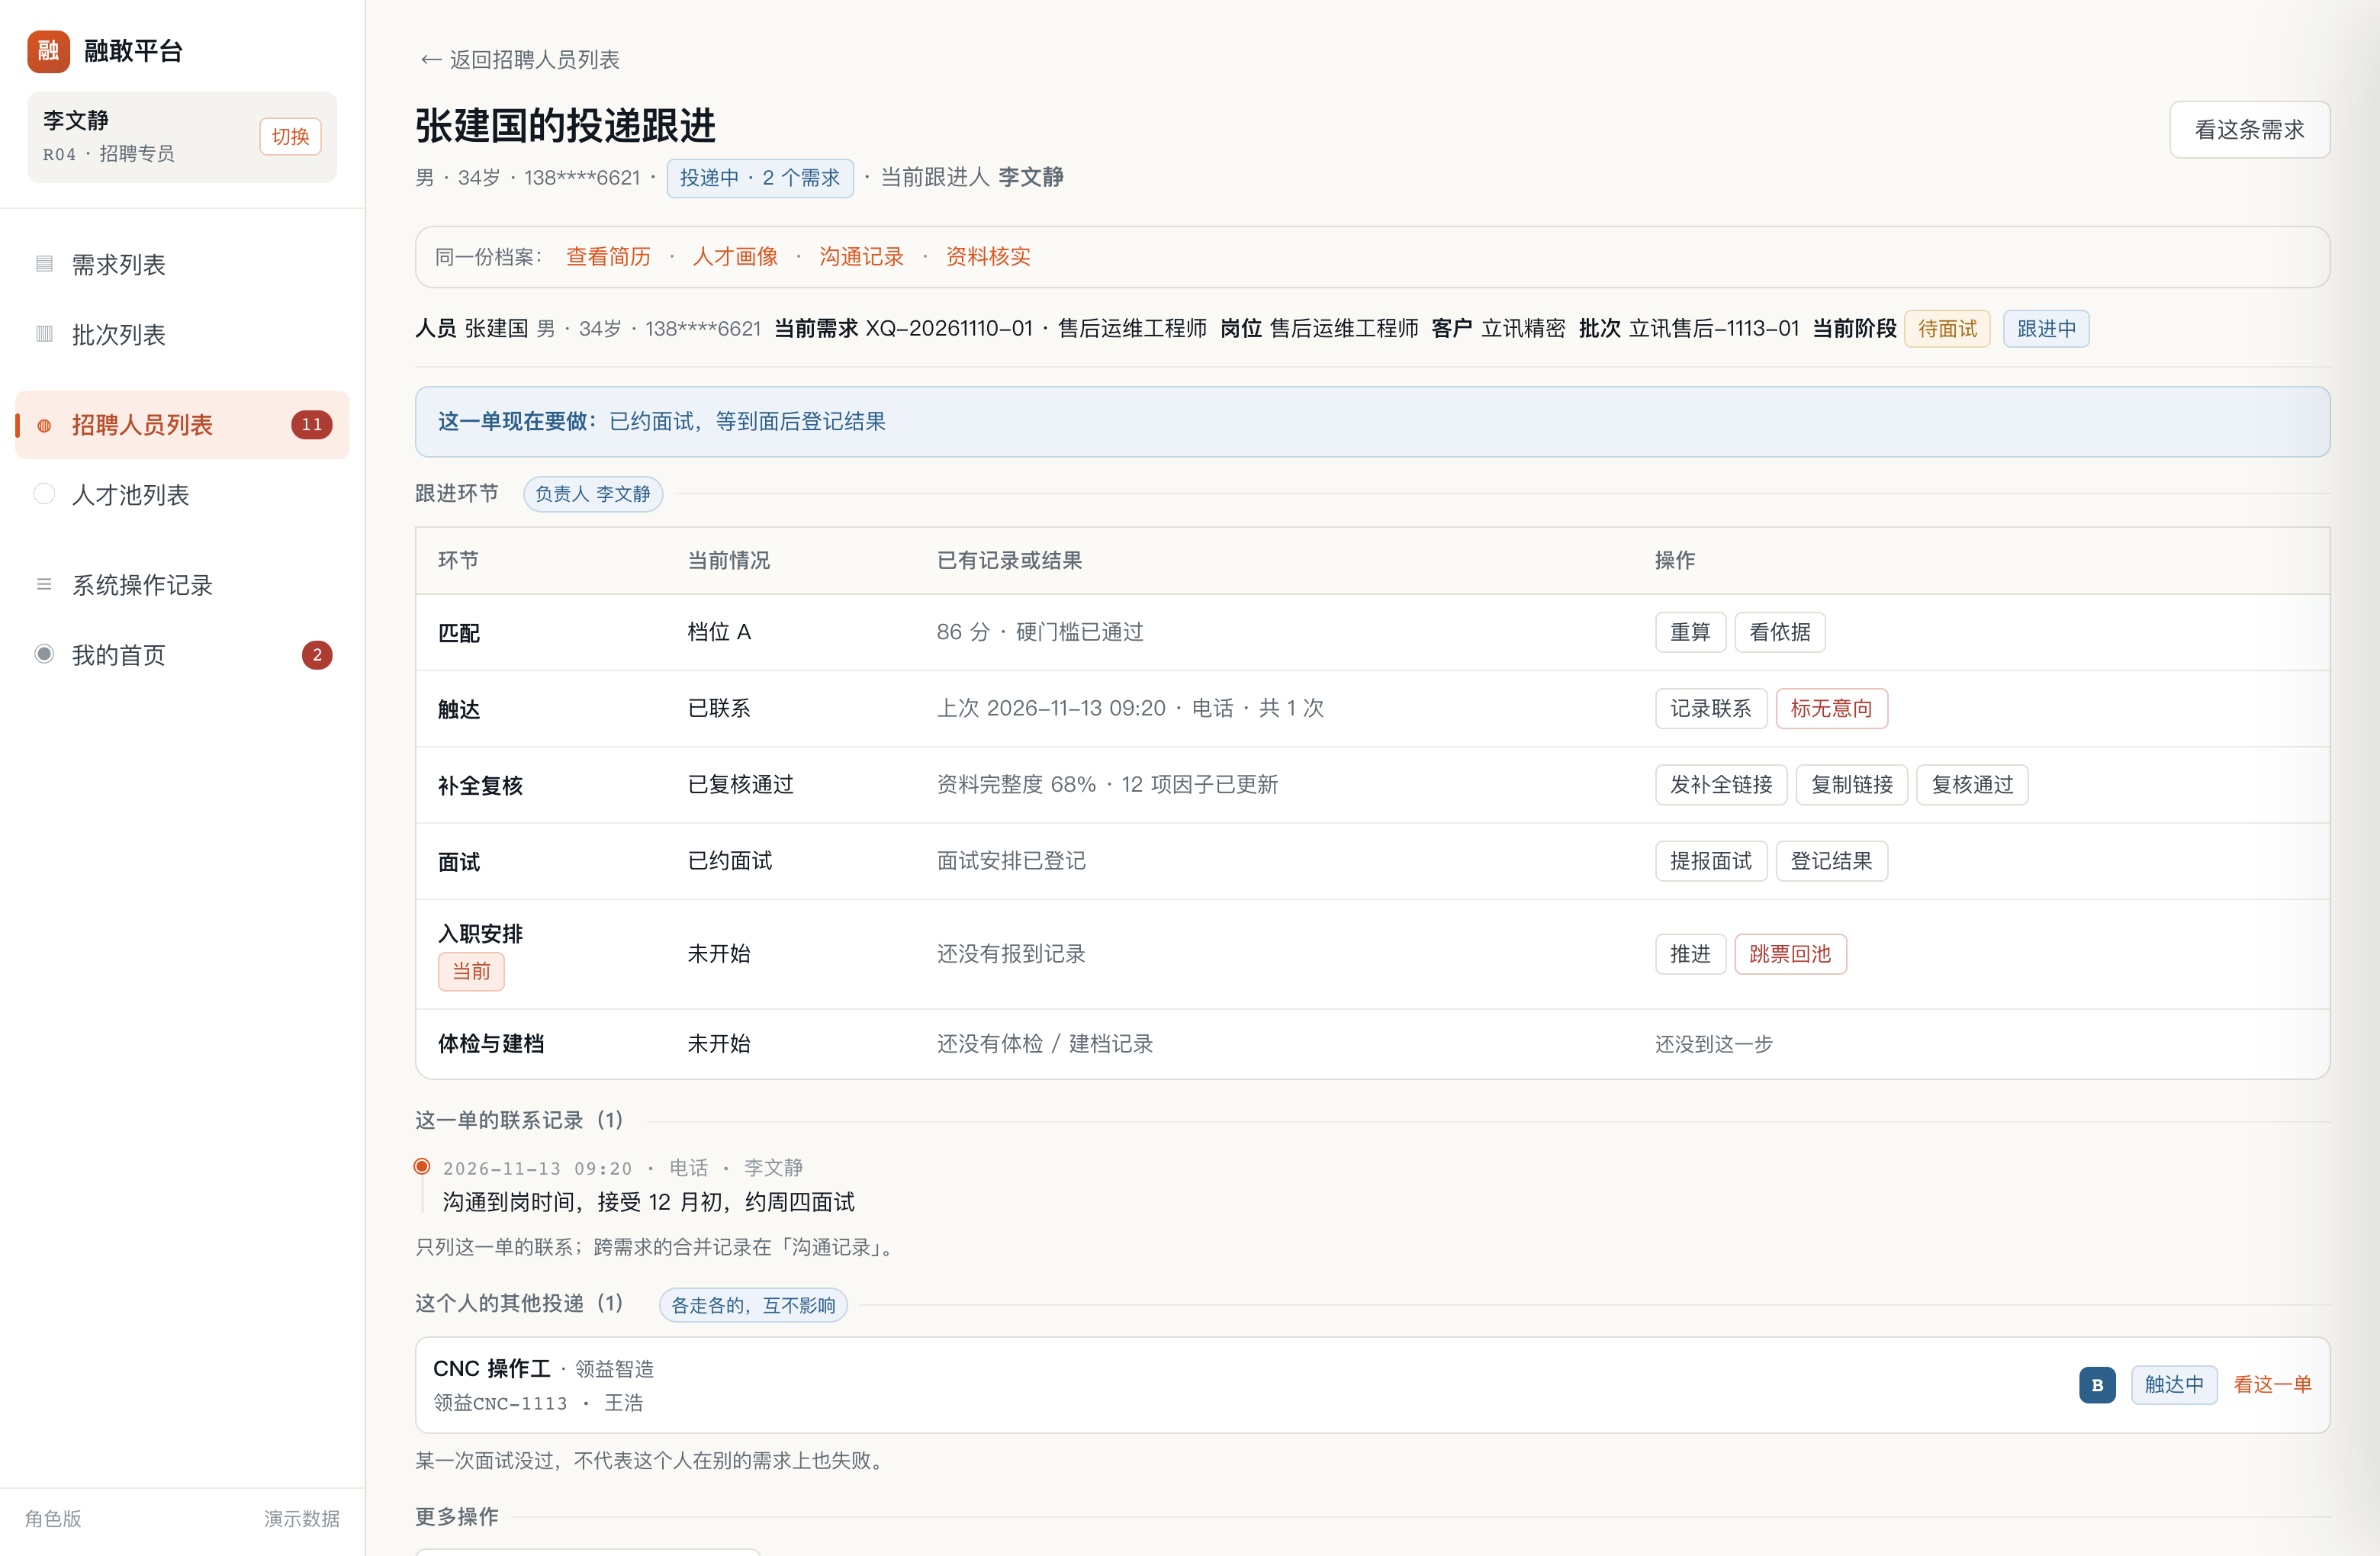 融 融敢平台
李文静
R04 · 招聘专员
切换
需求列表
批次列表
招聘人员列表 11
人才池列表
系统操作记录
我的首页 2
角色版 演示数据
← 返回招聘人员列表
张建国的投递跟进
看这条需求
男 · 34岁 · 138****6621 · 投递中 · 2 个需求 · 当前跟进人 李文静
同一份档案： 查看简历 · 人才画像 · 沟通记录 · 资料核实
人员 张建国 男 · 34岁 · 138****6621 当前需求 XQ-20261110-01 · 售后运维工程师 岗位 售后运维工程师 客户 立讯精密 批次 立讯售后-1113-01 当前阶段 待面试 跟进中
这一单现在要做：已约面试，等到面后登记结果
跟进环节 负责人 李文静
环节 当前情况 已有记录或结果 操作
匹配 档位 A 86 分 · 硬门槛已通过 重算 看依据
触达 已联系 上次 2026-11-13 09:20 · 电话 · 共 1 次 记录联系 标无意向
补全复核 已复核通过 资料完整度 68% · 12 项因子已更新 发补全链接 复制链接 复核通过
面试 已约面试 面试安排已登记 提报面试 登记结果
入职安排 当前 未开始 还没有报到记录 推进 跳票回池
体检与建档 未开始 还没有体检 / 建档记录 还没到这一步
这一单的联系记录（1）
2026-11-13 09:20 · 电话 · 李文静
沟通到岗时间，接受 12 月初，约周四面试
只列这一单的联系；跨需求的合并记录在「沟通记录」。
这个人的其他投递（1） 各走各的，互不影响
CNC 操作工 · 领益智造
领益CNC-1113 · 王浩
B 触达中 看这一单
某一次面试没过，不代表这个人在别的需求上也失败。
更多操作